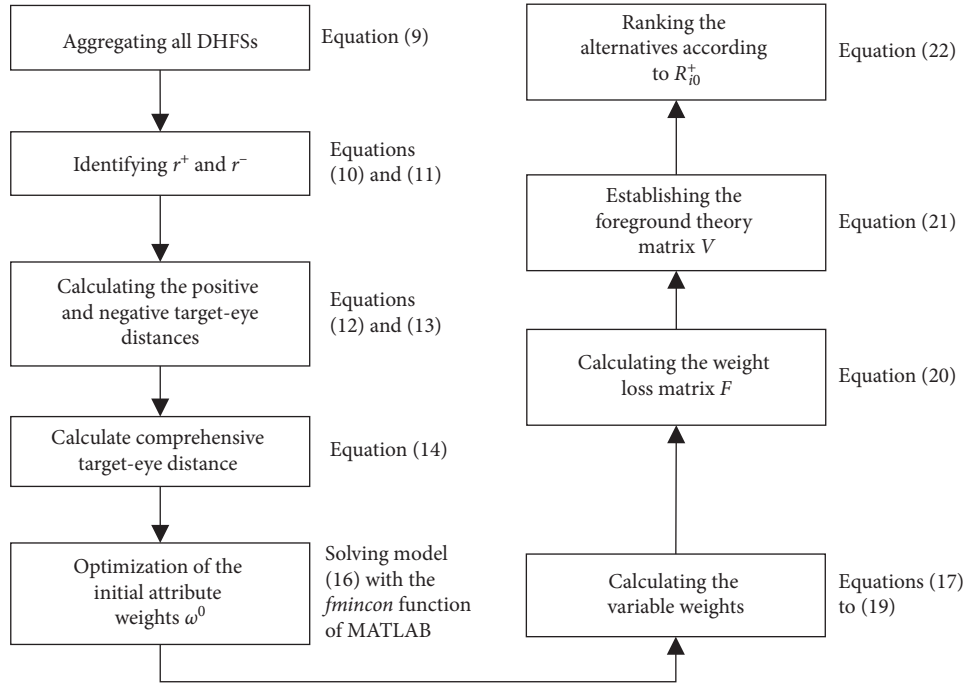 Aggregating all DHFSs
Equation (9)
Identifying r⁺ and r⁻
Equations
(10) and (11)
Calculating the positive
and negative target-eye
distances
Equations
(12) and (13)
Calculate comprehensive
target-eye distance
Equation (14)
Optimization of the
initial attribute
weights ω⁰
Solving model
(16) with the
fmincon function
of MATLAB
Calculating the
variable weights
Equations (17)
to (19)
Calculating the weight
loss matrix F
Equation (20)
Establishing the
foreground theory
matrix V
Equation (21)
Ranking the
alternatives according
to R⁺ᵢ₀
Equation (22)